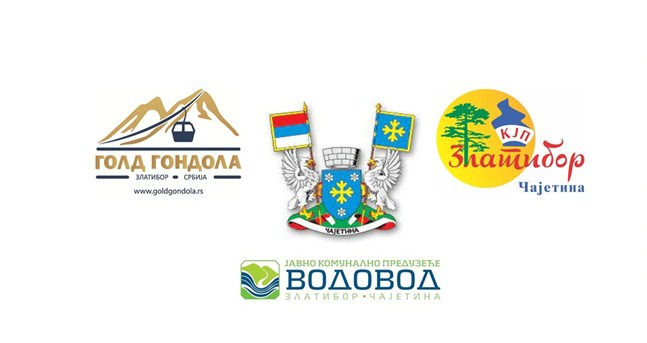 ГОЛД ГОНДОЛА
ЗЛАТИБОР • СРБИЈА
www.goldgondola.rs
ЧАЈЕТИНА
КЈП
Златибор
Чајетина
ЈАВНО КОМУНАЛНО ПРЕДУЗЕЋЕ
ВОДОВОД
ЗЛАТИБОР • ЧАЈЕТИНА